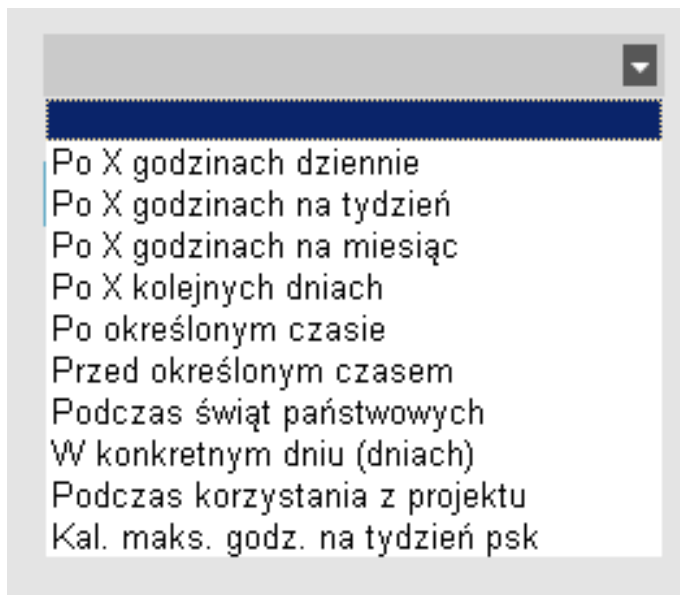 Po X godzinach dziennie
Po X godzinach na tydzień
Po X godzinach na miesiąc
Po X kolejnych dniach
Po określonym czasie
Przed określonym czasem
Podczas świąt państwowych
W konkretnym dniu (dniach)
Podczas korzystania z projektu
Kal. maks. godz. na tydzień psk